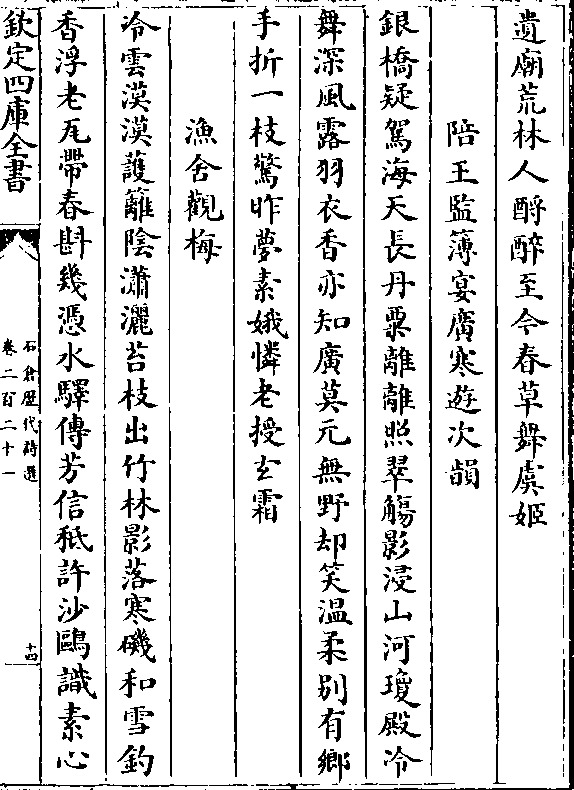 遺廟荒林人酹醉至今春草舞虞姬
陪王監簿宴廣寒遊次韻
銀橋疑駕海天長丹粟離離照翠觴影浸山河瓊殿冷
舞深風露羽衣香亦知廣莫元無野却笑溫柔别有鄉
手折一枝驚昨夢素娥憐老授玄霜
漁舍觀梅
冷雲漠漠護籬陰瀟灑苔枝出竹林影落寒磯和雪釣
香浮老瓦帶春斟幾憑水驛傳芳信秪許沙鷗識素心
欽定四庫全書
石倉歷代詩選
卷二百二十一
十四